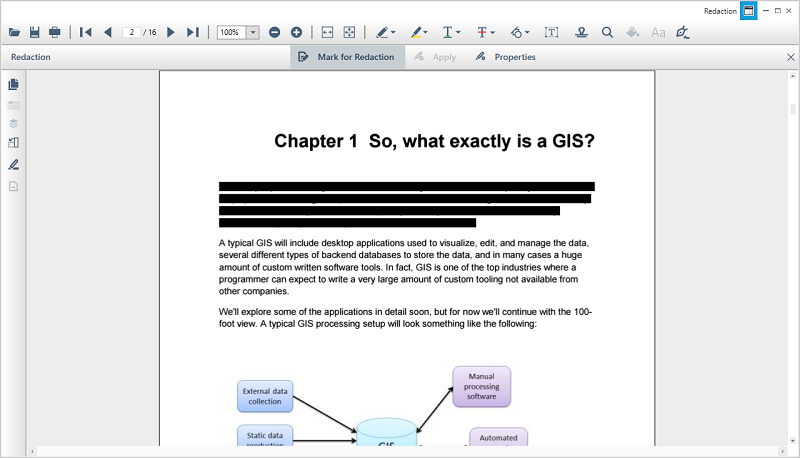 Redaction
2 / 16
100%
T
T
T
Aa
Redaction
Mark for Redaction
Apply
Properties
Chapter 1 So, what exactly is a GIS?
A typical GIS will include desktop applications used to visualize, edit, and manage the data,
several different types of backend databases to store the data, and in many cases a huge
amount of custom written software tools. In fact, GIS is one of the top industries where a
programmer can expect to write a very large amount of custom tooling not available from
other companies.
We'll explore some of the applications in detail soon, but for now we'll continue with the 100-
foot view. A typical GIS processing setup will look something like the following:
External data
collection
Manual
processing
software
Static data
production
GIS
Automated